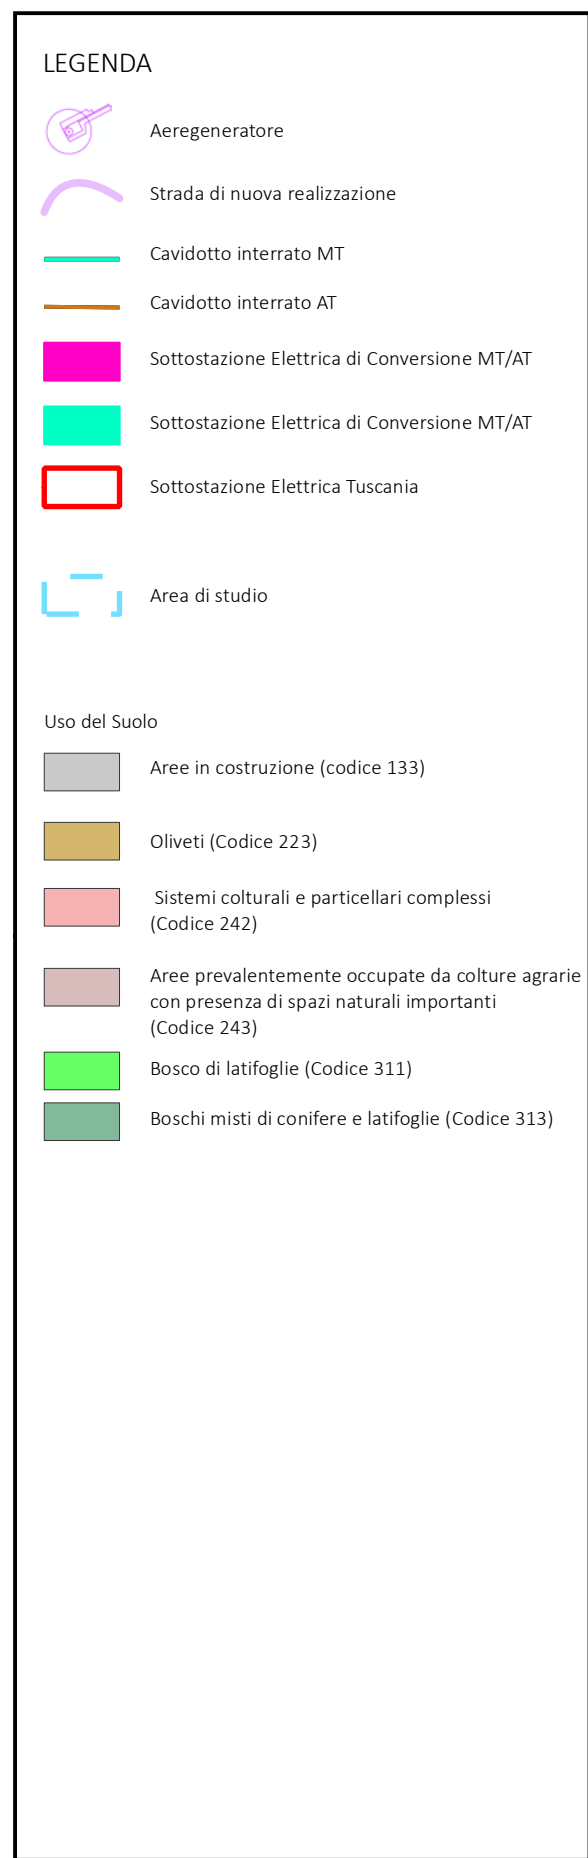 LEGENDA
Aeregeneratore
Strada di nuova realizzazione
Cavidotto interrato MT
Cavidotto interrato AT
Sottostazione Elettrica di Conversione MT/AT
Sottostazione Elettrica di Conversione MT/AT
Sottostazione Elettrica Tuscania
Area di studio
Uso del Suolo
Aree in costruzione (codice 133)
Oliveti (Codice 223)
Sistemi colturali e particellari complessi
(Codice 242)
Aree prevalentemente occupate da colture agrarie
con presenza di spazi naturali importanti
(Codice 243)
Bosco di latifoglie (Codice 311)
Boschi misti di conifere e latifoglie (Codice 313)